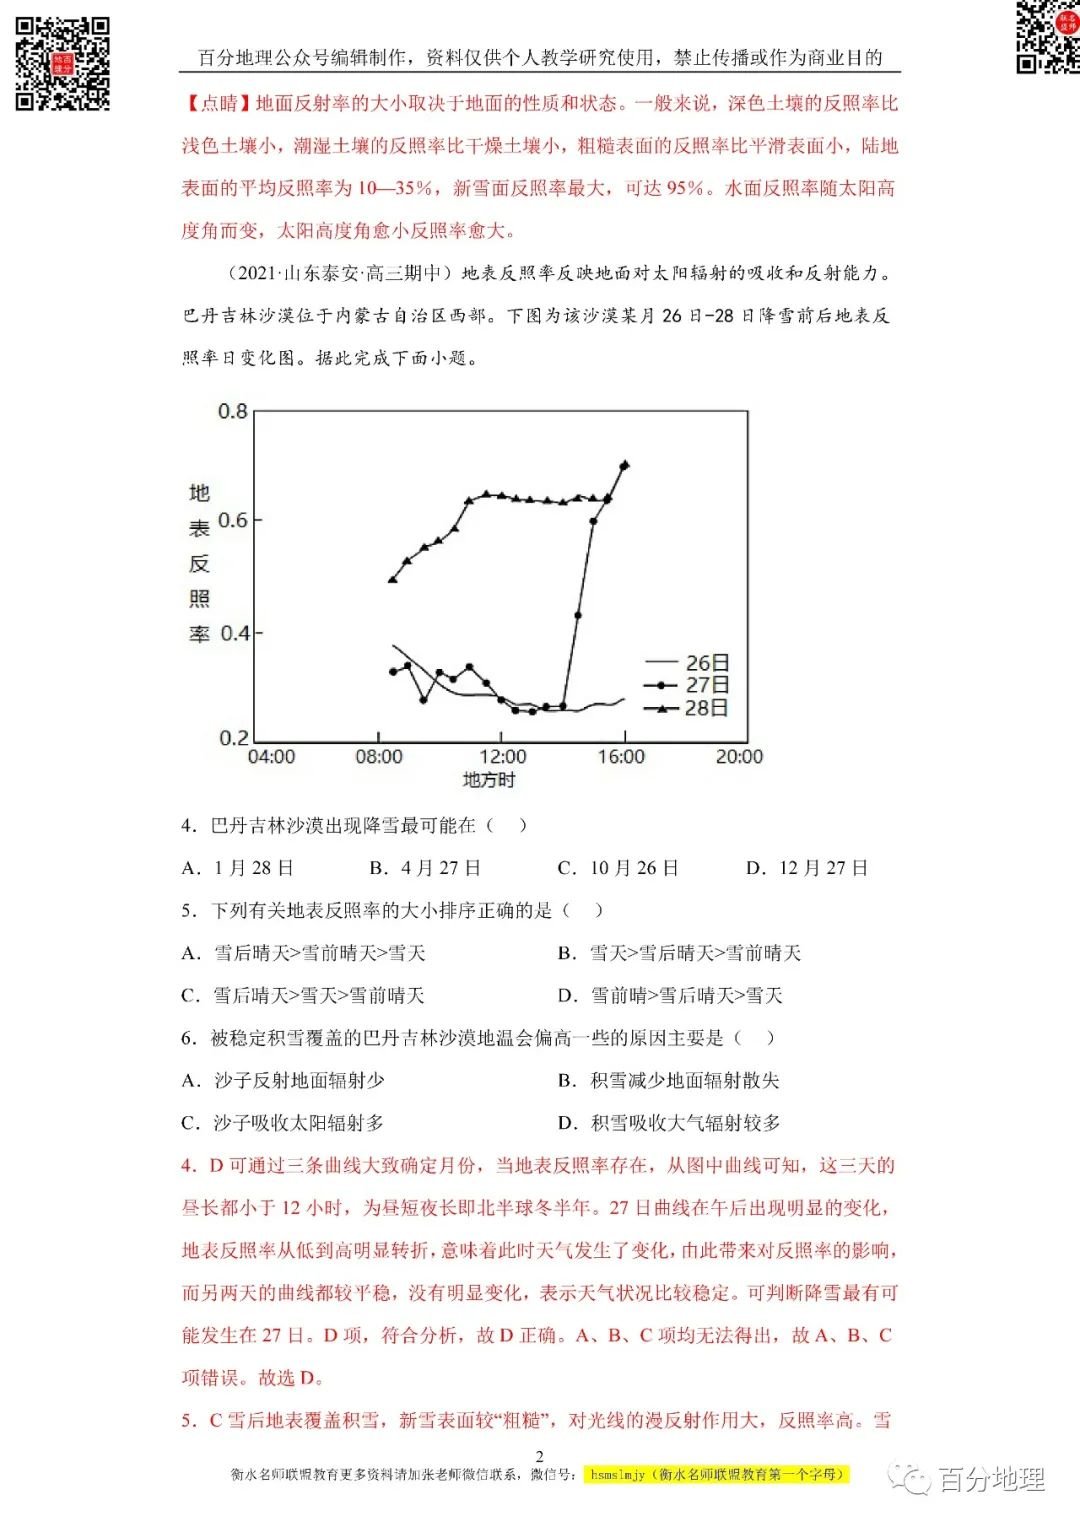 百分地理公众号编辑制作，资料仅供个人教学研究使用，禁止传播或作为商业目的
【点睛】地面反射率的大小取决于地面的性质和状态。一般来说，深色土壤的反照率比
浅色土壤小，潮湿土壤的反照率比干燥土壤小，粗糙表面的反照率比平滑表面小，陆地
表面的平均反照率为 10—35%，新雪面反照率最大，可达 95%。水面反照率随太阳高
度角而变，太阳高度角愈小反照率愈大。
（2021·山东泰安·高三期中）地表反照率反映地面对太阳辐射的吸收和反射能力。
巴丹吉林沙漠位于内蒙古自治区西部。下图为该沙漠某月 26 日-28 日降雪前后地表反
照率日变化图。据此完成下面小题。
地表反照率
0.8
0.6
0.4
0.2
26日
27日
28日
04:00 08:00 12:00 16:00 20:00
地方时
4．巴丹吉林沙漠出现降雪最可能在（ ）
A．1 月 28 日 B．4 月 27 日 C．10 月 26 日 D．12 月 27 日
5．下列有关地表反照率的大小排序正确的是（ ）
A．雪后晴天>雪前晴天>雪天 B．雪天>雪后晴天>雪前晴天
C．雪后晴天>雪天>雪前晴天 D．雪前晴>雪后晴天>雪天
6．被稳定积雪覆盖的巴丹吉林沙漠地温会偏高一些的原因主要是（ ）
A．沙子反射地面辐射少 B．积雪减少地面辐射散失
C．沙子吸收太阳辐射多 D．积雪吸收大气辐射较多
4．D 可通过三条曲线大致确定月份，当地表反照率存在，从图中曲线可知，这三天的
昼长都小于 12 小时，为昼短夜长即北半球冬半年。27 日曲线在午后出现明显的变化，
地表反照率从低到高明显转折，意味着此时天气发生了变化，由此带来对反照率的影响，
而另两天的曲线都较平稳，没有明显变化，表示天气状况比较稳定。可判断降雪最有可
能发生在 27 日。D 项，符合分析，故 D 正确。A、B、C 项均无法得出，故 A、B、C
项错误。故选 D。
5．C 雪后地表覆盖积雪，新雪表面较“粗糙”，对光线的漫反射作用大，反照率高。雪
2
衡水名师联盟教育更多资料请加张老师微信联系，微信号： hsmslmjy（衡水名师联盟教育第一个字母）
百分地理